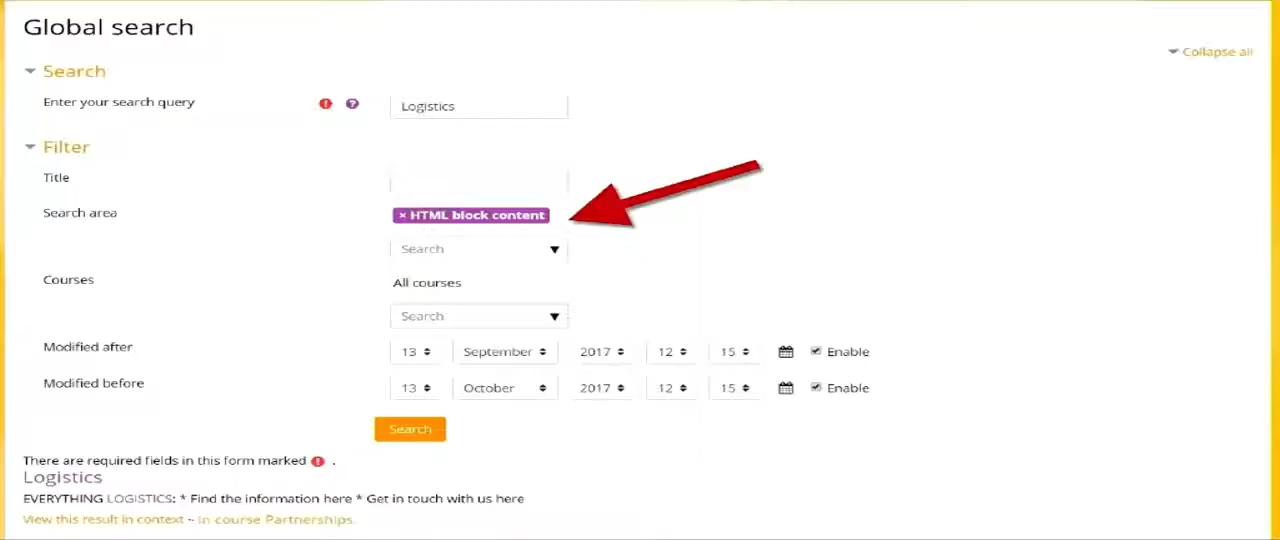 Global search
Collapse all
Search
Enter your search query ! ? Logistics
Filter
Title
Search area × HTML block content
Search
Courses All courses
Search
Modified after 13 September 2017 12 15 Enable
Modified before 13 October 2017 12 15 Enable
Search
There are required fields in this form marked ! .
Logistics
EVERYTHING LOGISTICS: * Find the information here * Get in touch with us here
View this result in context - in course Partnerships.